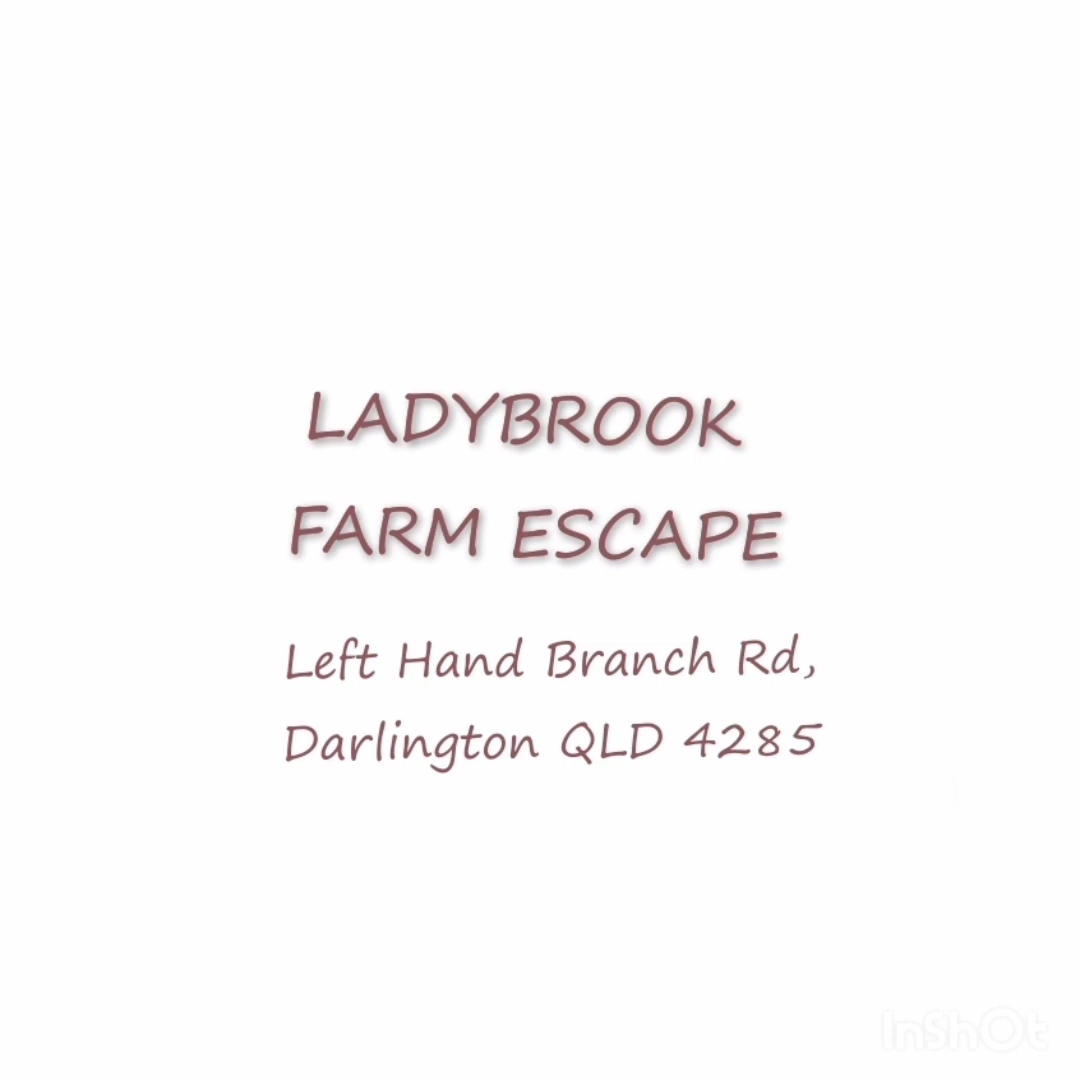 LADYBROOK
FARM ESCAPE
Left Hand Branch Rd,
Darlington QLD 4285
InShOt